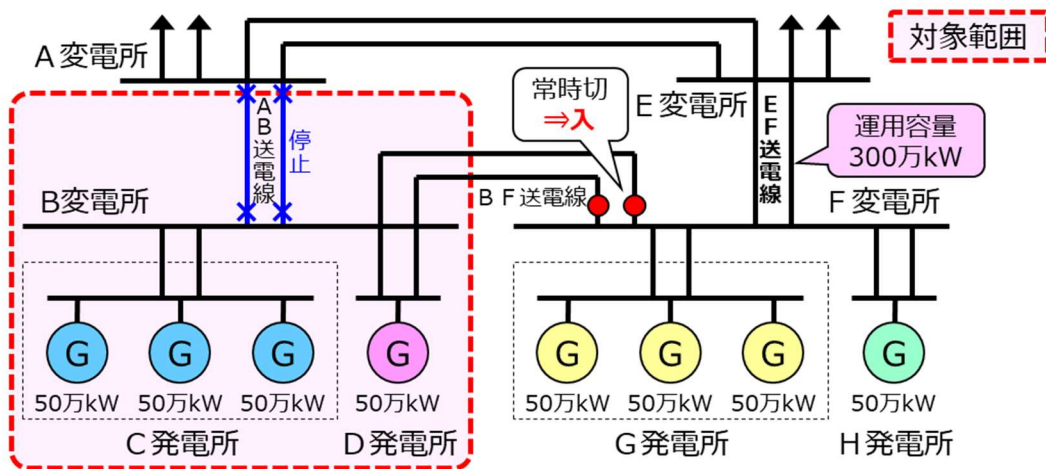 対象範囲
A変電所
常時切
⇒入
E変電所
AB送電線
停止
EF送電線
運用容量
300万kW
B変電所
BF送電線
F変電所
G
G
G
G
G
G
G
G
50万kW
50万kW
50万kW
50万kW
50万kW
50万kW
50万kW
50万kW
C発電所
D発電所
G発電所
H発電所